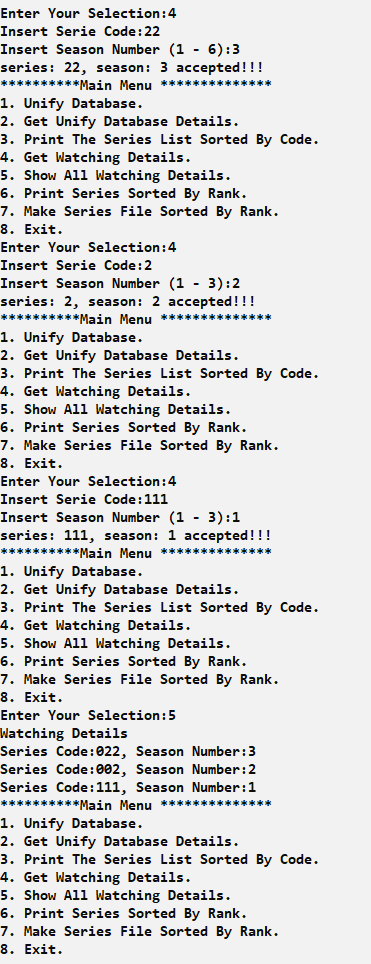 Enter Your Selection:4
Insert Serie Code:22
Insert Season Number (1 - 6):3
series: 22, season: 3 accepted!!!
**********Main Menu **************
1. Unify Database.
2. Get Unify Database Details.
3. Print The Series List Sorted By Code.
4. Get Watching Details.
5. Show All Watching Details.
6. Print Series Sorted By Rank.
7. Make Series File Sorted By Rank.
8. Exit.
Enter Your Selection:4
Insert Serie Code:2
Insert Season Number (1 - 3):2
series: 2, season: 2 accepted!!!
**********Main Menu **************
1. Unify Database.
2. Get Unify Database Details.
3. Print The Series List Sorted By Code.
4. Get Watching Details.
5. Show All Watching Details.
6. Print Series Sorted By Rank.
7. Make Series File Sorted By Rank.
8. Exit.
Enter Your Selection:4
Insert Serie Code:111
Insert Season Number (1 - 3):1
series: 111, season: 1 accepted!!!
**********Main Menu **************
1. Unify Database.
2. Get Unify Database Details.
3. Print The Series List Sorted By Code.
4. Get Watching Details.
5. Show All Watching Details.
6. Print Series Sorted By Rank.
7. Make Series File Sorted By Rank.
8. Exit.
Enter Your Selection:5
Watching Details
Series Code:022, Season Number:3
Series Code:002, Season Number:2
Series Code:111, Season Number:1
**********Main Menu **************
1. Unify Database.
2. Get Unify Database Details.
3. Print The Series List Sorted By Code.
4. Get Watching Details.
5. Show All Watching Details.
6. Print Series Sorted By Rank.
7. Make Series File Sorted By Rank.
8. Exit.